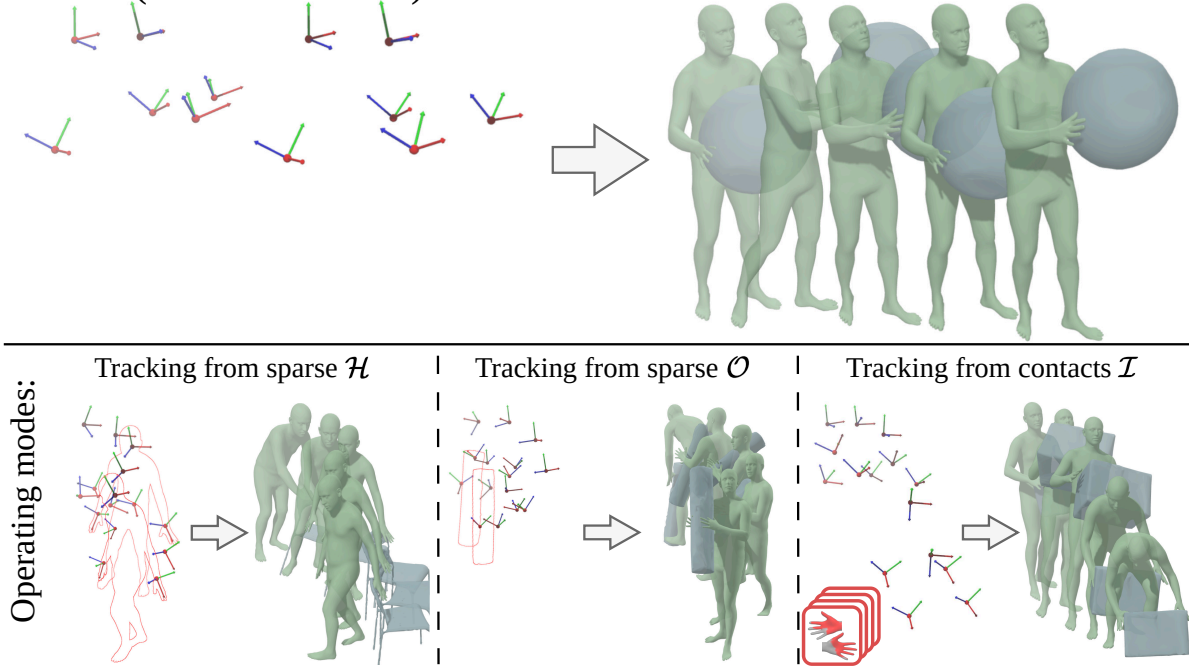 Tracking from sparse ℋ
Tracking from sparse 𝒪
Tracking from contacts ℐ
Operating modes: